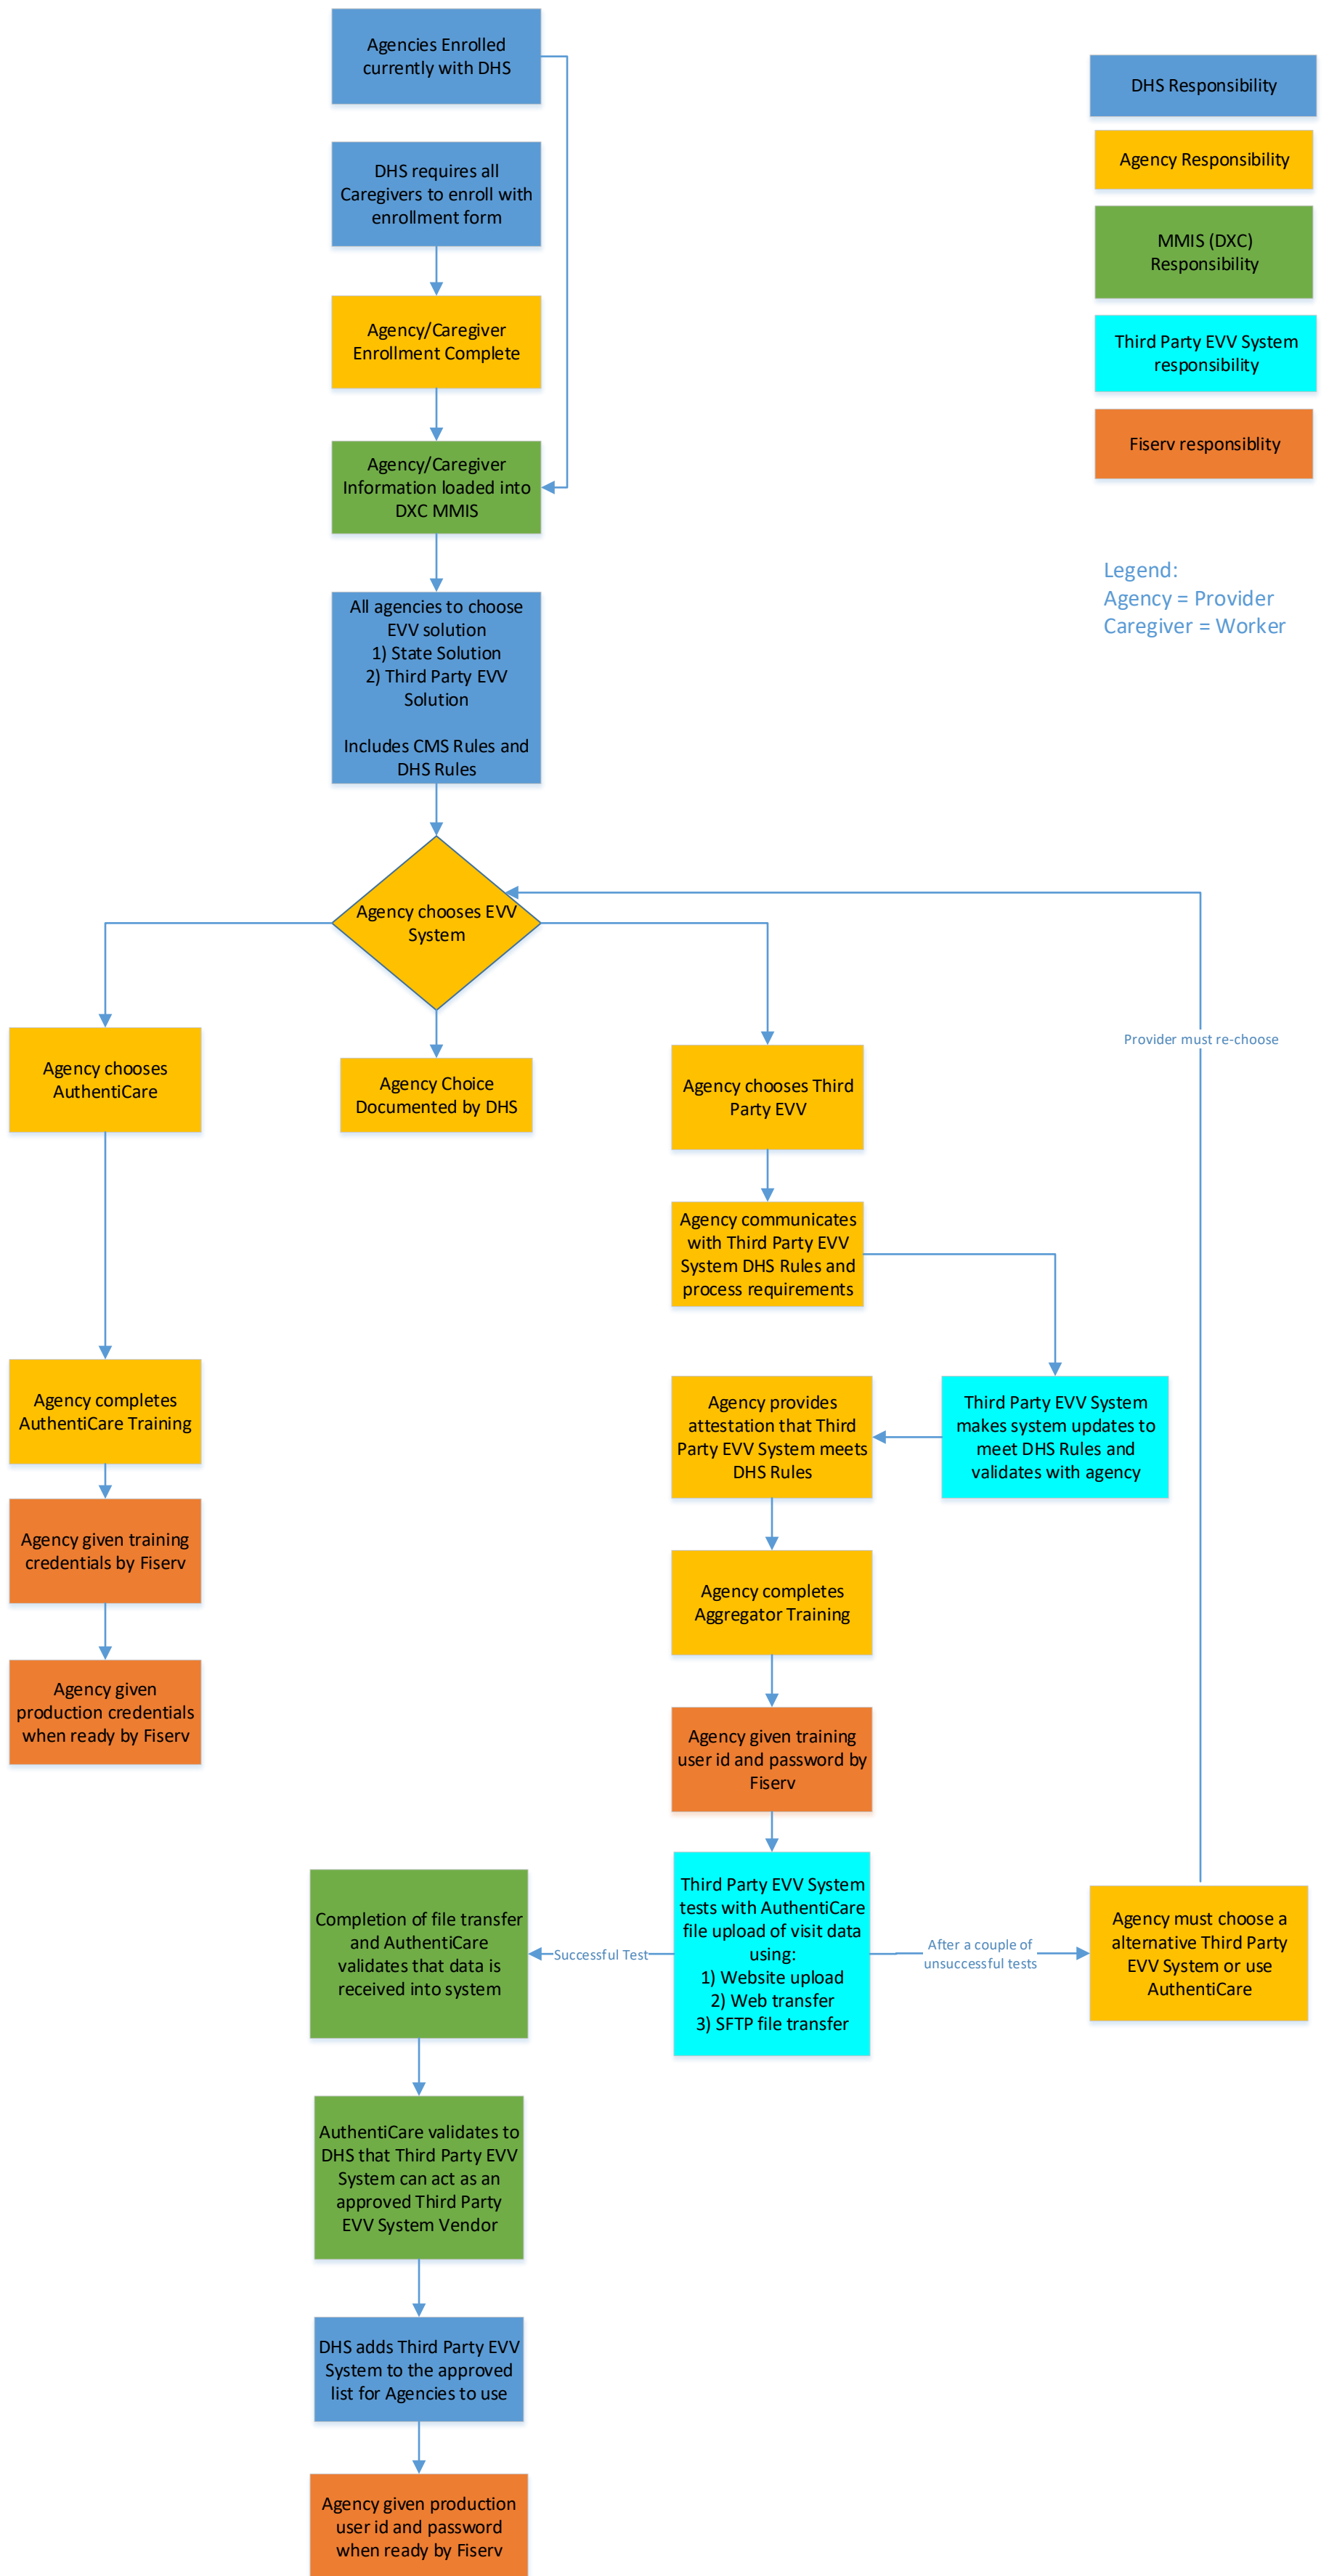 Agencies Enrolled
currently with DHS
DHS requires all
Caregivers to enroll with
enrollment form
Agency/Caregiver
Enrollment Complete
Agency/Caregiver
Information loaded into
DXC MMIS
All agencies to choose
EVV solution
1) State Solution
2) Third Party EVV
Solution
Includes CMS Rules and
DHS Rules
DHS Responsibility
Agency Responsibility
MMIS (DXC)
Responsibility
Third Party EVV System
responsibility
Fiserv responsiblity
Legend:
Agency = Provider
Caregiver = Worker
Agency chooses EVV
System
Agency chooses
AuthentiCare
Agency Choice
Documented by DHS
Agency chooses Third
Party EVV
Provider must re-choose
Agency communicates
with Third Party EVV
System DHS Rules and
process requirements
Agency completes
AuthentiCare Training
Agency provides
attestation that Third
Party EVV System meets
DHS Rules
Third Party EVV System
makes system updates to
meet DHS Rules and
validates with agency
Agency given training
credentials by Fiserv
Agency completes
Aggregator Training
Agency given
production credentials
when ready by Fiserv
Agency given training
user id and password by
Fiserv
Completion of file transfer
and AuthentiCare
validates that data is
received into system
Successful Test
Third Party EVV System
tests with AuthentiCare
file upload of visit data
using:
1) Website upload
2) Web transfer
3) SFTP file transfer
After a couple of
unsuccessful tests
Agency must choose a
alternative Third Party
EVV System or use
AuthentiCare
AuthentiCare validates to
DHS that Third Party EVV
System can act as an
approved Third Party
EVV System Vendor
DHS adds Third Party EVV
System to the approved
list for Agencies to use
Agency given production
user id and password
when ready by Fiserv